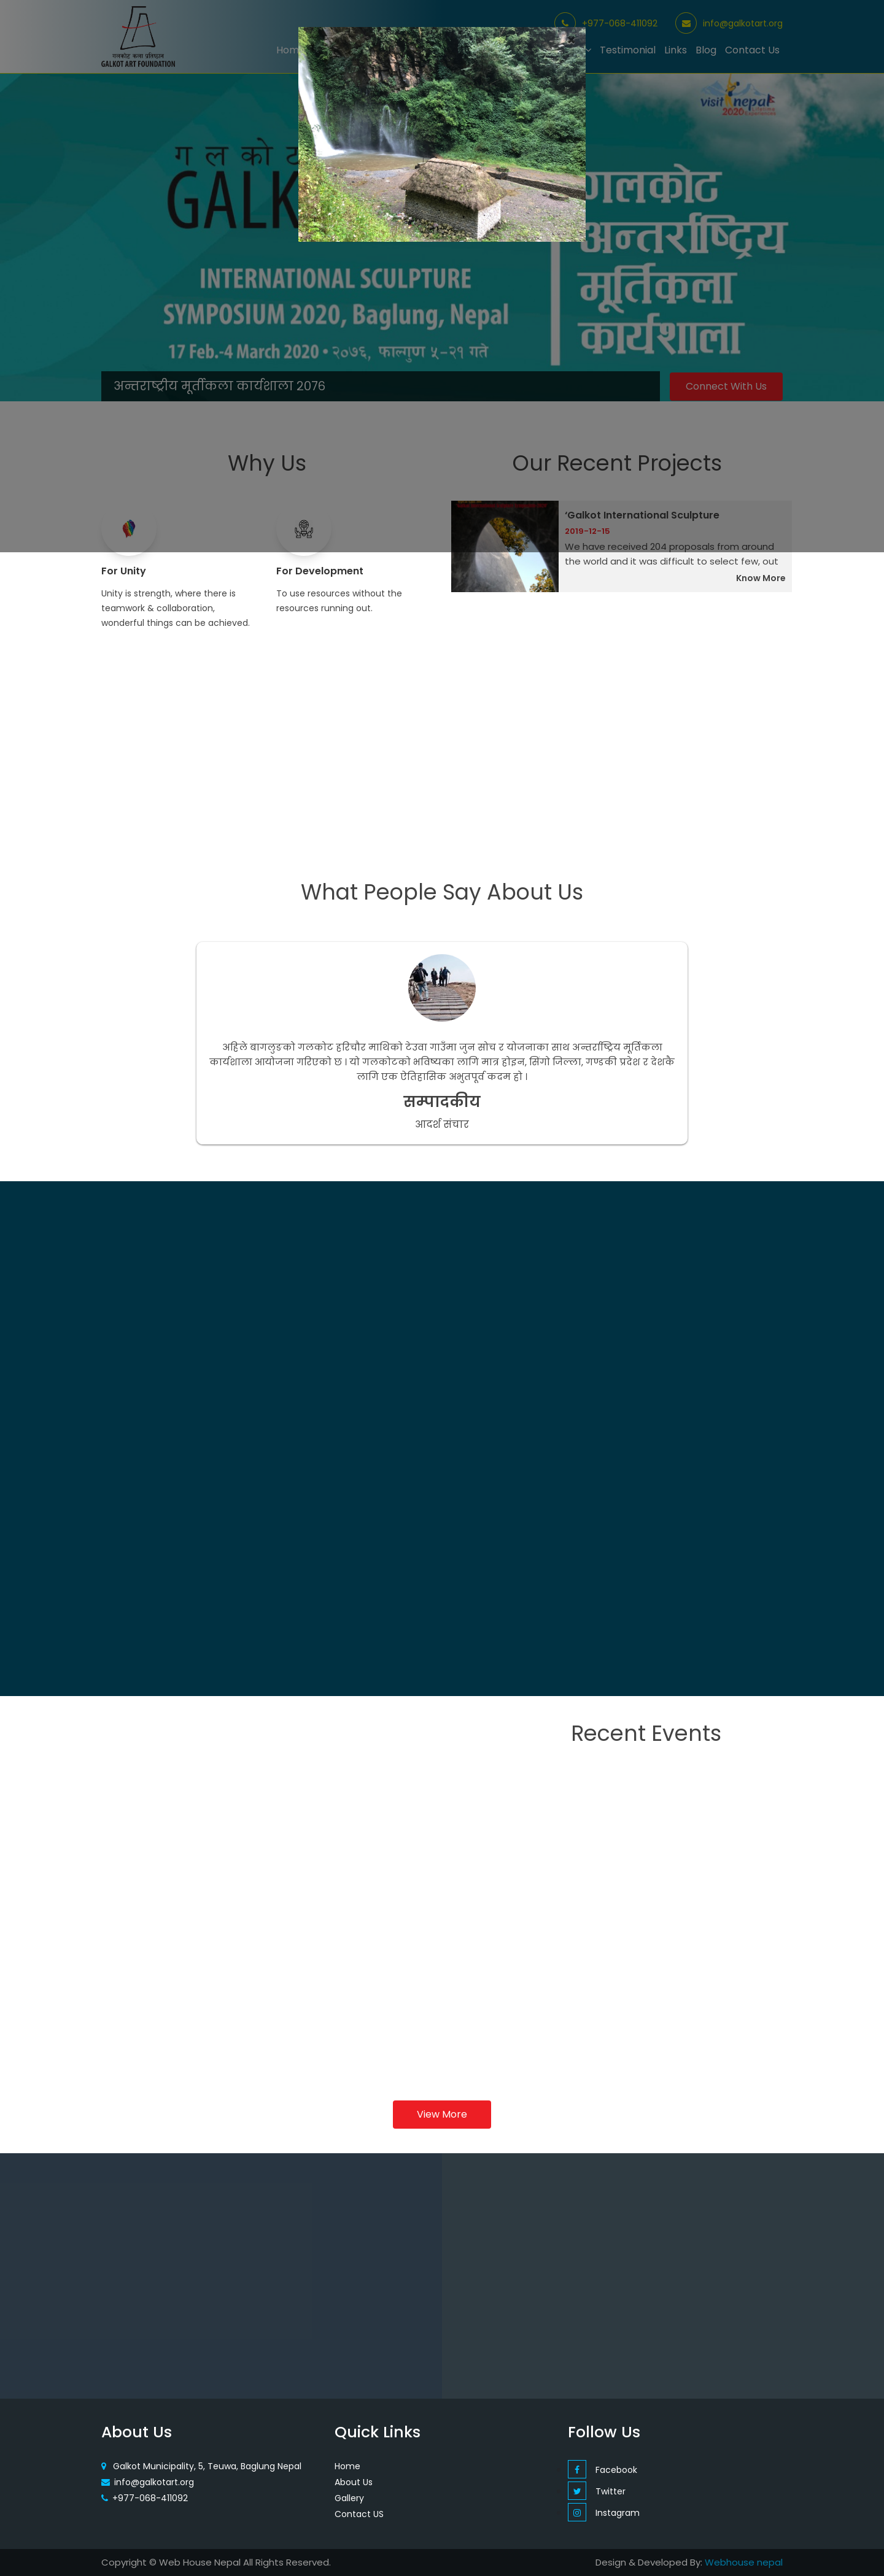 +977-068-411092
info@galkotart.org
गलकोट कला प्रतिष्ठान
GALKOT ART FOUNDATION
Testimonial
Links
Blog
Contact Us
visit nepal
2020
INTERNATIONAL SCULPTURE
SYMPOSIUM 2020, Baglung, Nepal
17 Feb.-4 March 2020 • २०७६, फाल्गुण ५-२१ गते
गलकोट
अन्तर्राष्ट्रिय
मूर्तिकला
कार्यशाला
अन्तराष्ट्रीय मूर्तीकला कार्यशाला २०७६
Connect With Us
Why Us
For Unity
Unity is strength, where there is
teamwork & collaboration,
wonderful things can be achieved.
For Development
To use resources without the
resources running out.
Our Recent Projects
‘Galkot International Sculpture
2019-12-15
We have received 204 proposals from around
the world and it was difficult to select few, out
Know More
What People Say About Us
अहिले बागलुङको गलकोट हरिचौर माथिको टेउवा गाउँमा जुन सोच र योजनाका साथ अन्तर्राष्ट्रिय मूर्तिकला
कार्यशाला आयोजना गरिएको छ । यो गलकोटको भविष्यका लागि मात्र होइन, सिंगो जिल्ला, गण्डकी प्रदेश र देशकै
लागि एक ऐतिहासिक अभुतपूर्व कदम हो ।
सम्पादकीय
आदर्श संचार
Recent Events
View More
About Us
Galkot Municipality, 5, Teuwa, Baglung Nepal
info@galkotart.org
+977-068-411092
Quick Links
Home
About Us
Gallery
Contact US
Follow Us
Facebook
Twitter
Instagram
Copyright © Web House Nepal All Rights Reserved.
Design & Developed By: Webhouse nepal